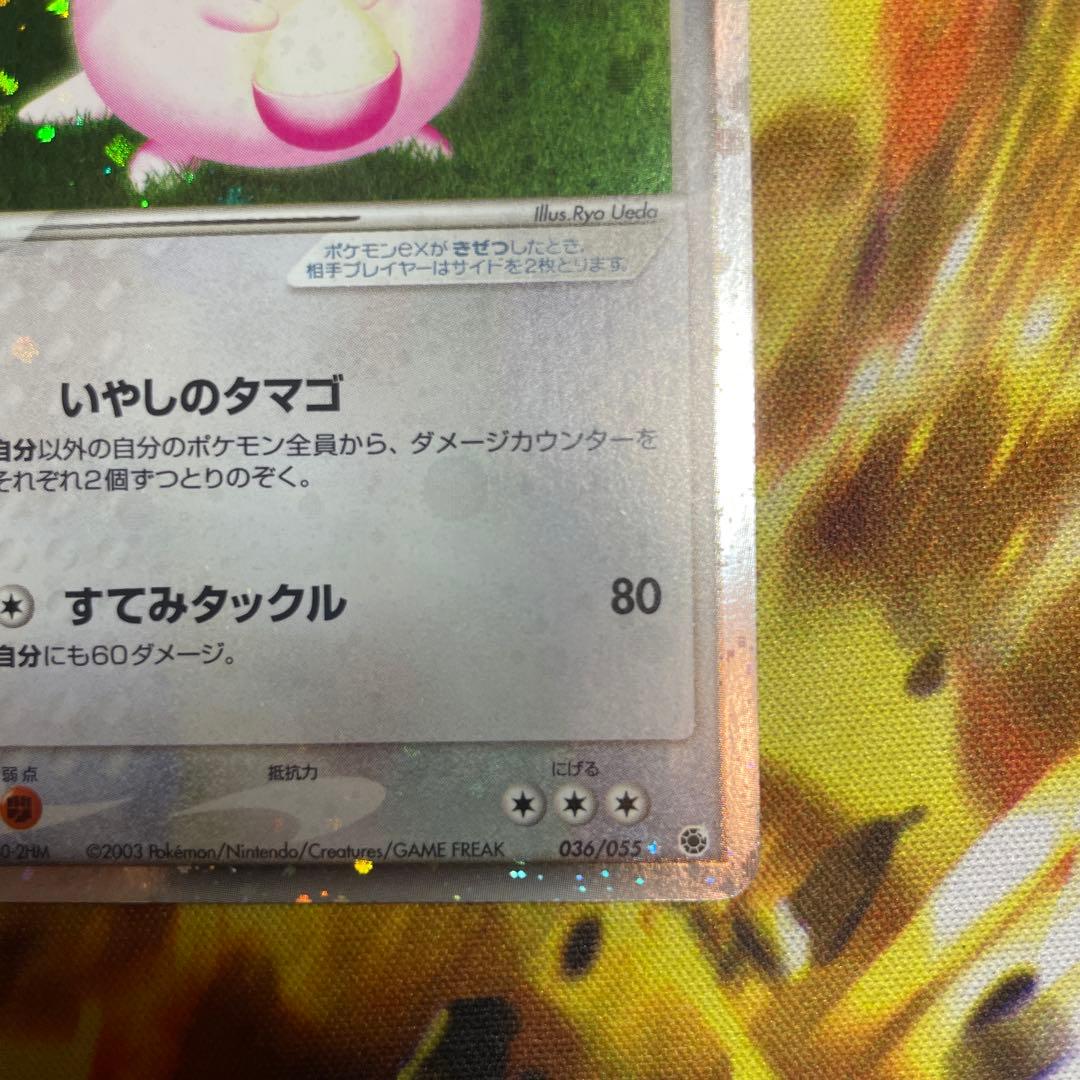 Illus.Ryo Ueda
ポケモンexが きぜつしたとき、
相手プレイヤーはサイドを2枚とります。
いやしのタマゴ
自分以外の自分のポケモン全員から、ダメージカウンターを
それぞれ2個ずつとりのぞく。
すてみタックル 80
自分にも60ダメージ。
弱点 抵抗力 にげる
0-2HM ©2003 Pokémon/Nintendo/Creatures/GAME FREAK 036/055